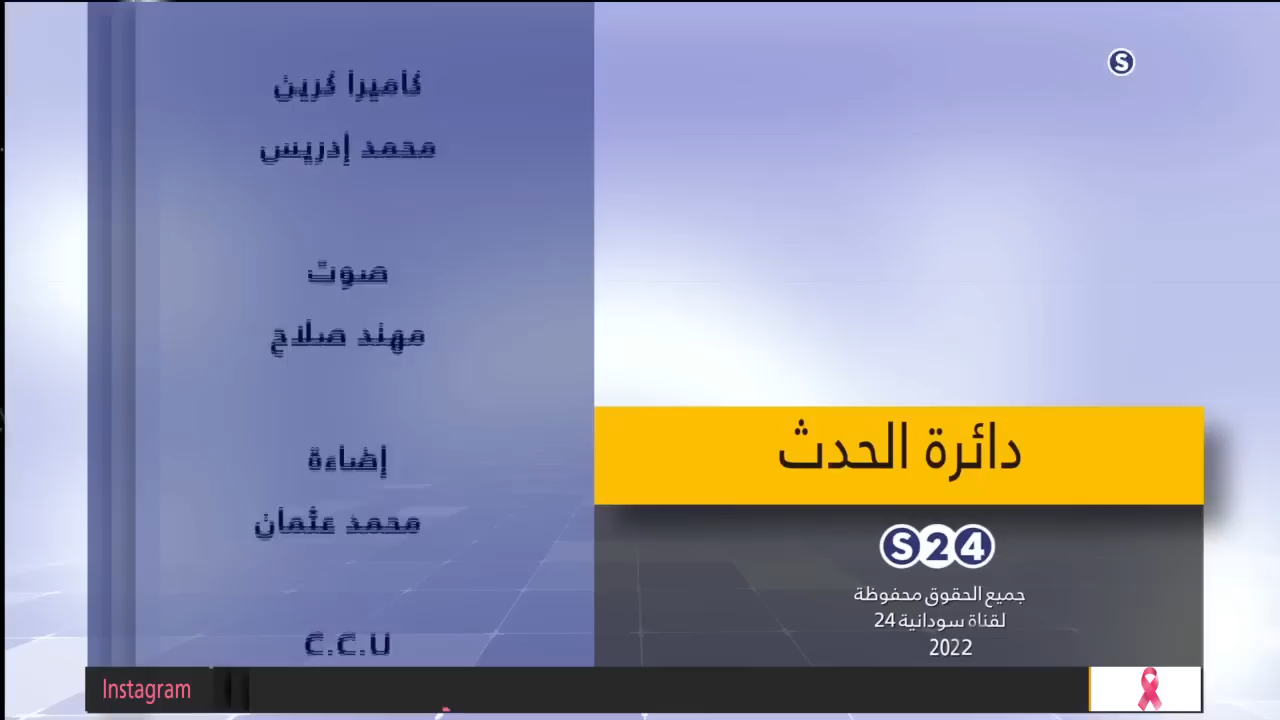 S
كاميرا كرين
محمد إدريس
صوت
مهند صلاح
إضاءة
محمد عثمان
C.C.U
دائرة الحدث
S24
جميع الحقوق محفوظة
لقناة سودانية 24
2022
Instagram